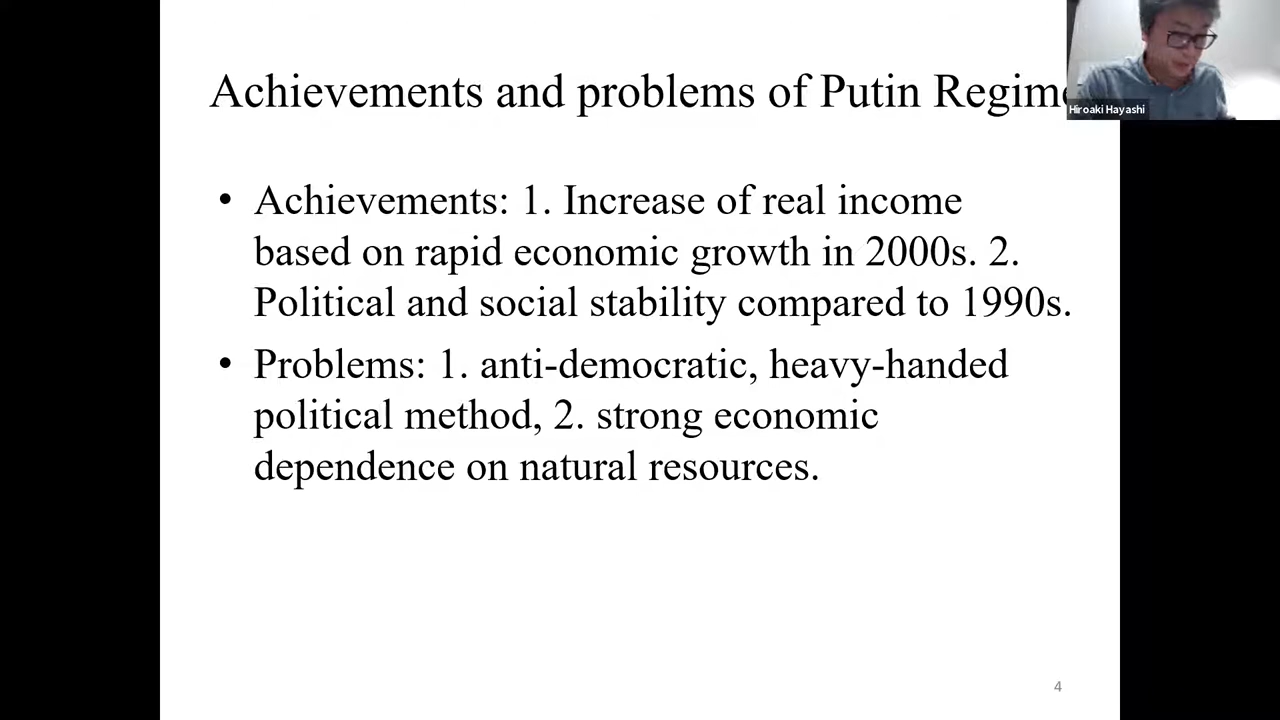 Achievements and problems of Putin Regime
Hiroaki Hayashi
• Achievements: 1. Increase of real income
based on rapid economic growth in 2000s. 2.
Political and social stability compared to 1990s.
• Problems: 1. anti-democratic, heavy-handed
political method, 2. strong economic
dependence on natural resources.
4